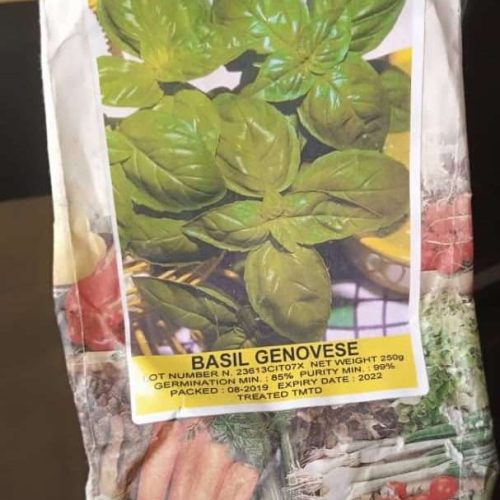 BASIL GENOVESE
LOT NUMBER N. 23613CIT07X NET WEIGHT 250g
GERMINATION MIN. : 85% PURITY MIN. : 99%
PACKED : 08-2019 EXPIRY DATE : 2022
TREATED TMTD